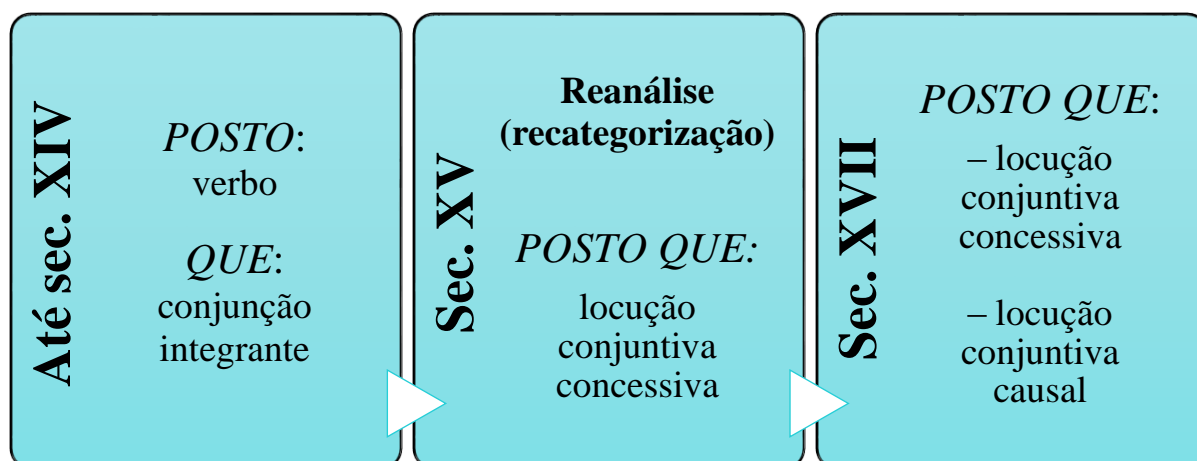 Até sec. XIV
POSTO:
verbo
QUE:
conjunção
integrante
Sec. XV
Reanálise
(recategorização)
POSTO QUE:
locução
conjuntiva
concessiva
Sec. XVII
POSTO QUE:
– locução
conjuntiva
concessiva
– locução
conjuntiva
causal